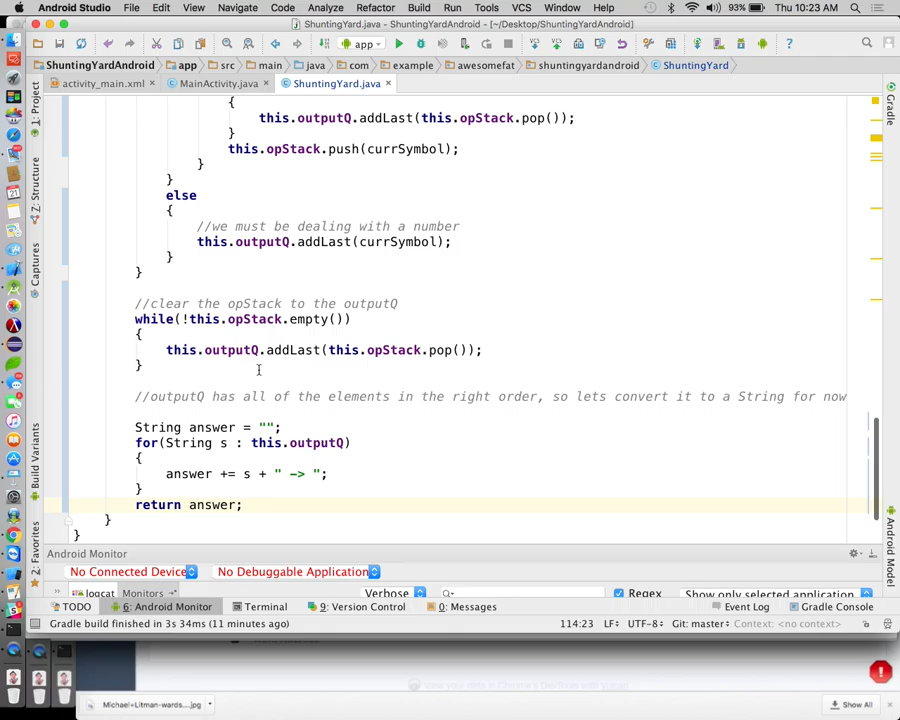 Android Studio File Edit View Navigate Code Analyze Refactor Build Run Tools VCS Window Help 93% Thu 10:23 AM
ShuntingYard.java - ShuntingYardAndroid - [~/Desktop/ShuntingYardAndroid]
app
ShuntingYardAndroid app src main java com example awesomefat shuntingyardandroid ShuntingYard
activity_main.xml MainActivity.java ShuntingYard.java
1: Project
Z: Structure
Captures
Build Variants
2: Favorites
Gradle
Android Model
{
this.outputQ.addLast(this.opStack.pop());
}
this.opStack.push(currSymbol);
}
}
else
{
//we must be dealing with a number
this.outputQ.addLast(currSymbol);
}
}
//clear the opStack to the outputQ
while(!this.opStack.empty())
{
this.outputQ.addLast(this.opStack.pop());
}
//outputQ has all of the elements in the right order, so lets convert it to a String for now
String answer = "";
for(String s : this.outputQ)
{
answer += s + " -> ";
}
return answer;
}
}
Android Monitor
No Connected Device No Debuggable Application
logcat Monitors Verbose Regex Show only selected application
TODO 6: Android Monitor Terminal 9: Version Control 0: Messages Event Log Gradle Console
Gradle build finished in 3s 34ms (11 minutes ago) 114:23 LF UTF-8 Git: master Context: <no context>
Michael+Litman-wards....jpg Show All